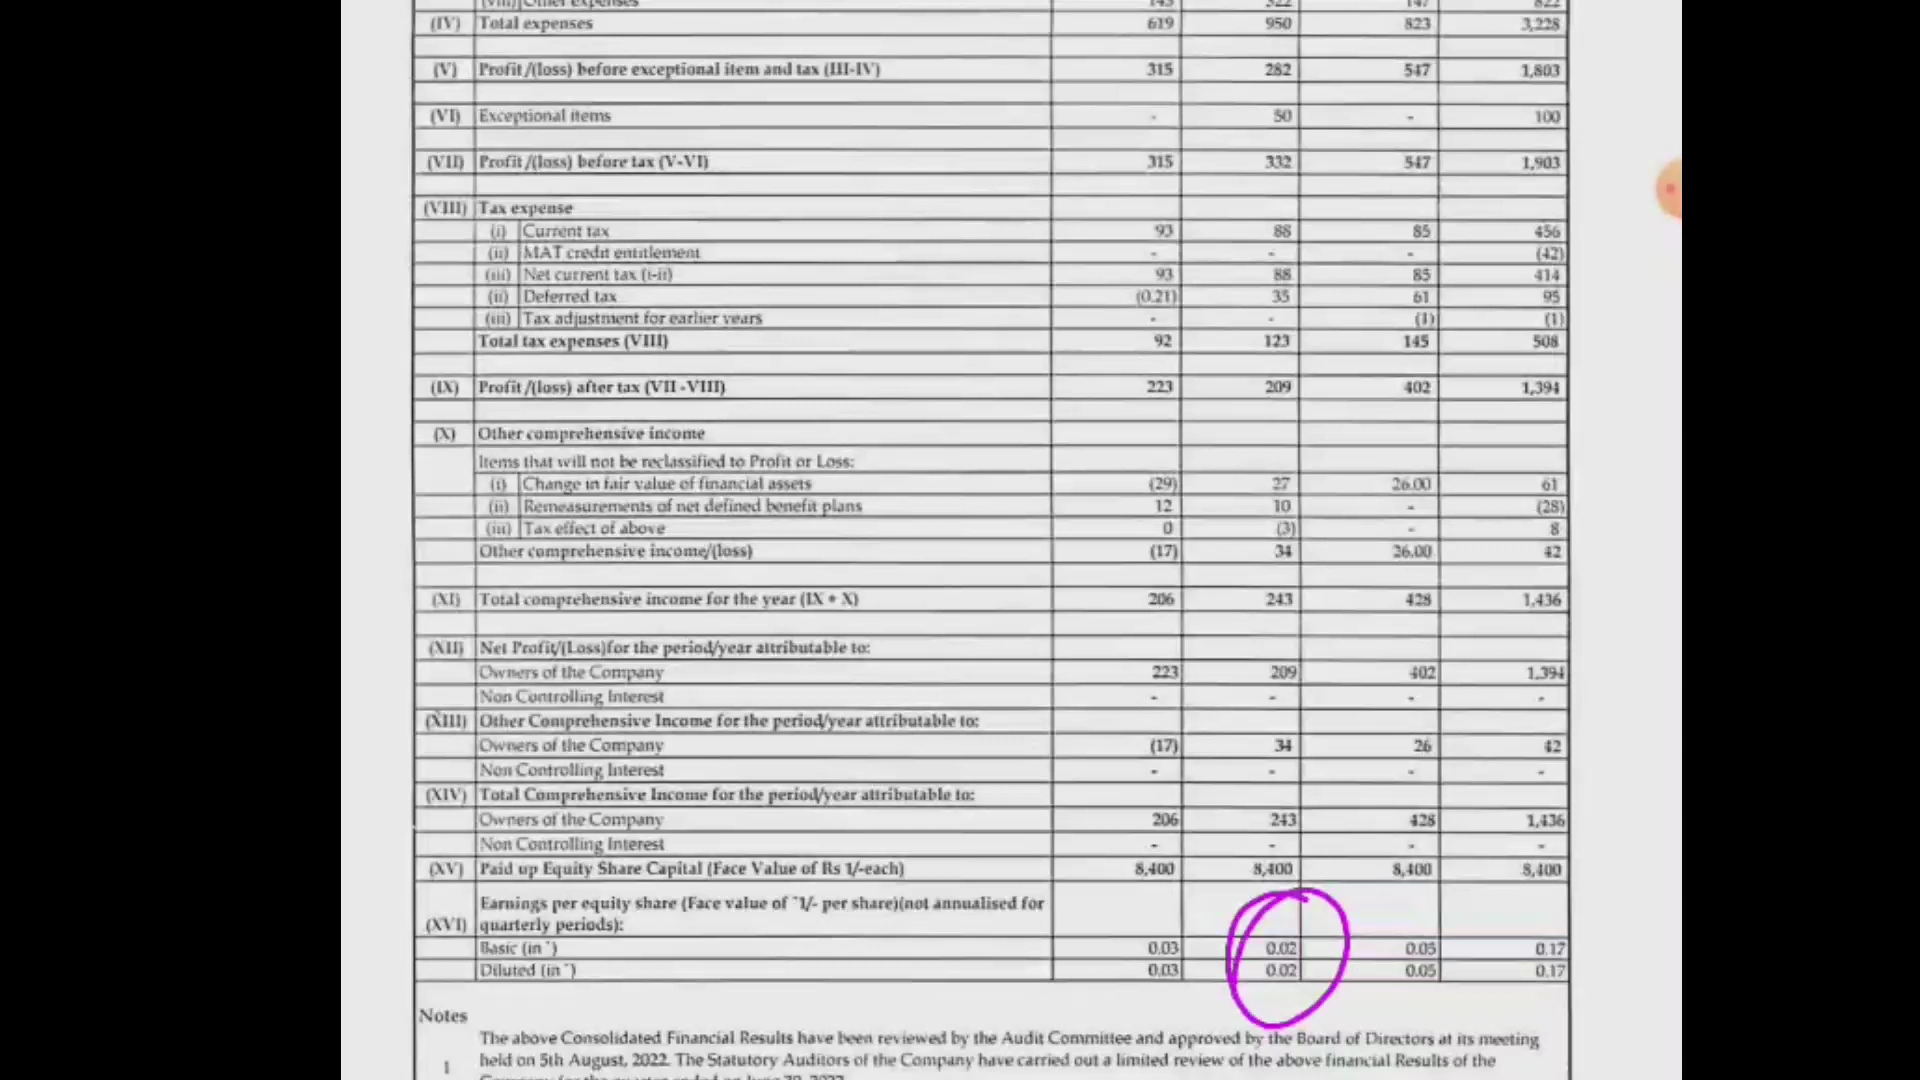 (VIII) Other expenses 143 322 147 822
(IV) Total expenses 619 950 823 3,228
(V) Profit/(loss) before exceptional item and tax (III-IV) 315 282 547 1,803
(VI) Exceptional items - 50 - 100
(VII) Profit/(loss) before tax (V-VI) 315 332 547 1,903
(VIII) Tax expense
(i) Current tax 93 88 85 456
(ii) MAT credit entitlement - - - (42)
(iii) Net current tax (i-ii) 93 88 85 414
(ii) Deferred tax (0.21) 35 61 95
(iii) Tax adjustment for earlier years - - (1) (1)
Total tax expenses (VIII) 92 123 145 508
(IX) Profit/(loss) after tax (VII -VIII) 223 209 402 1,394
(X) Other comprehensive income
Items that will not be reclassified to Profit or Loss:
(i) Change in fair value of financial assets (29) 27 26.00 61
(ii) Remeasurements of net defined benefit plans 12 10 - (28)
(iii) Tax effect of above 0 (3) - 8
Other comprehensive income/(loss) (17) 34 26.00 42
(XI) Total comprehensive income for the year (IX + X) 206 243 428 1,436
(XII) Net Profit/(Loss)for the period/year attributable to:
Owners of the Company 223 209 402 1,394
Non Controlling Interest - - - -
(XIII) Other Comprehensive Income for the period/year attributable to:
Owners of the Company (17) 34 26 42
Non Controlling Interest - - - -
(XIV) Total Comprehensive Income for the period/year attributable to:
Owners of the Company 206 243 428 1,436
Non Controlling Interest - - - -
(XV) Paid up Equity Share Capital (Face Value of Rs 1/-each) 8,400 8,400 8,400 8,400
Earnings per equity share (Face value of `1/- per share)(not annualised for
(XVI) quarterly periods):
Basic (in `) 0.03 0.02 0.05 0.17
Diluted (in `) 0.03 0.02 0.05 0.17
Notes
The above Consolidated Financial Results have been reviewed by the Audit Committee and approved by the Board of Directors at its meeting
1 held on 5th August, 2022. The Statutory Auditors of the Company have carried out a limited review of the above financial Results of the